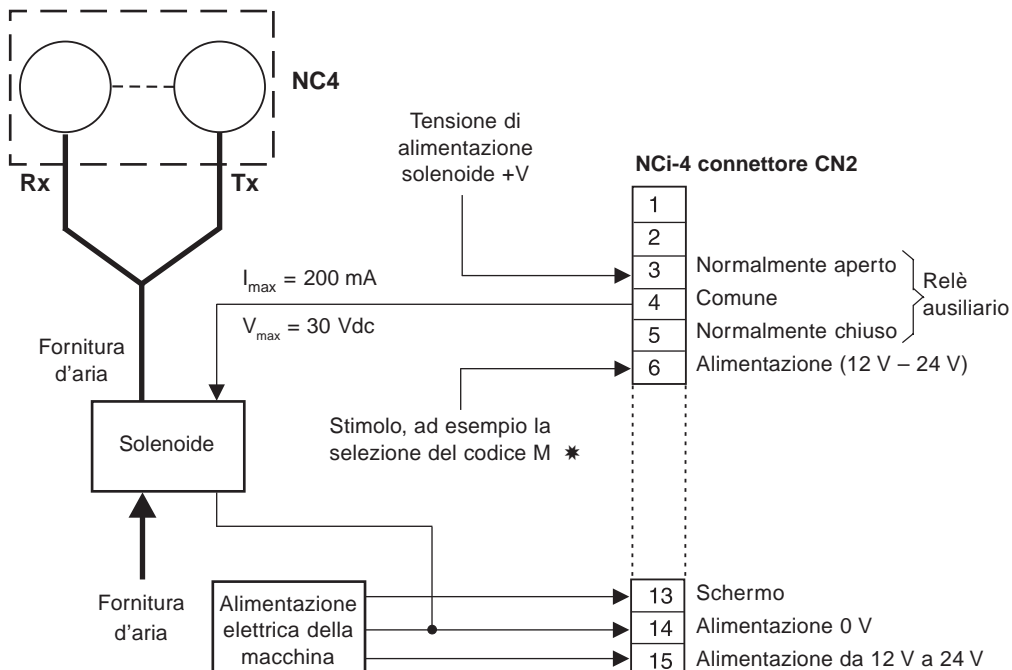 NC4
Rx
Tx
Tensione di
alimentazione
solenoide +V
NCi-4 connettore CN2
1
2
3 Normalmente aperto
4 Comune
5 Normalmente chiuso
6 Alimentazione (12 V – 24 V)
Relè
ausiliario
Imax = 200 mA
Vmax = 30 Vdc
Fornitura
d'aria
Solenoide
Stimolo, ad esempio la
selezione del codice M ✷
Fornitura
d'aria
Alimentazione
elettrica della
macchina
13 Schermo
14 Alimentazione 0 V
15 Alimentazione da 12 V a 24 V